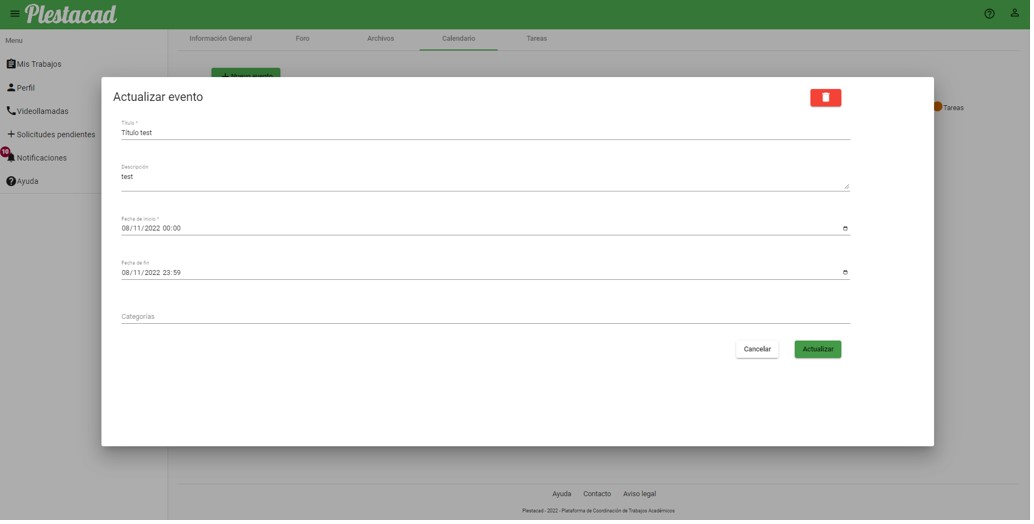 Plestacad
Menu
Mis Trabajos
Perfil
Videollamadas
Solicitudes pendientes
10
Notificaciones
Ayuda
Información General
Foro
Archivos
Calendario
Tareas
+ Nuevo evento
Tareas
Actualizar evento
Título *
Título test
Descripción
test
Fecha de inicio *
08/11/2022 00:00
Fecha de fin
08/11/2022 23:59
Categorías
Cancelar
Actualizar
Ayuda
Contacto
Aviso legal
Plestacad - 2022 - Plataforma de Coordinación de Trabajos Académicos